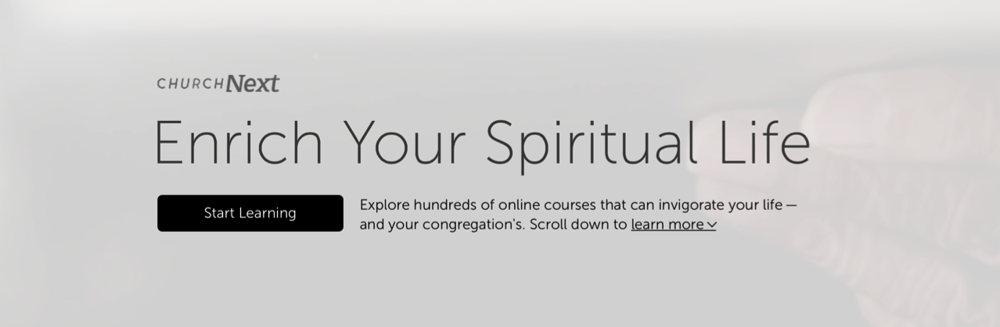 CHURCHNext
Enrich Your Spiritual Life
Start Learning
Explore hundreds of online courses that can invigorate your life —
and your congregation's. Scroll down to learn more